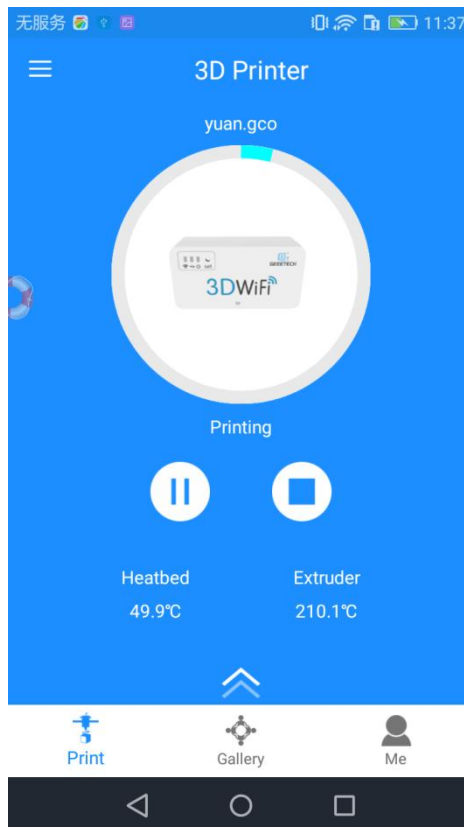 无服务 11:37
3D Printer
yuan.gco
GEEETECH
3DWiFi
Printing
Heatbed Extruder
49.9℃ 210.1℃
Print Gallery Me